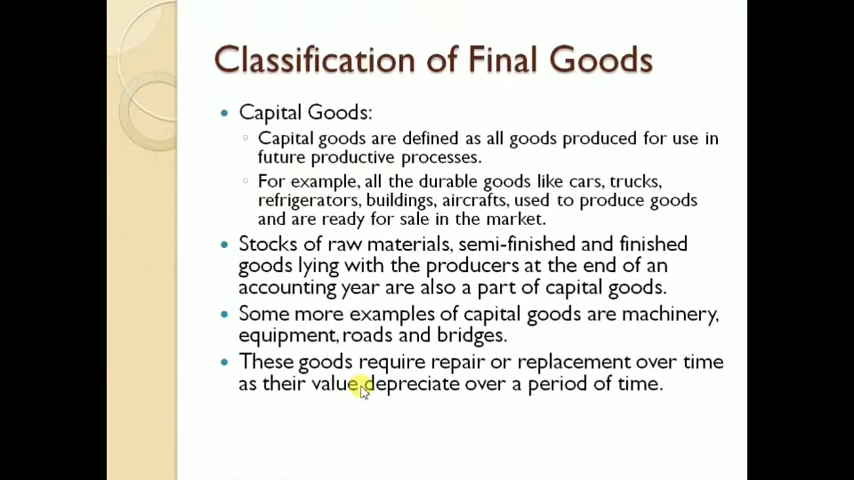 Classification of Final Goods
• Capital Goods:
◦ Capital goods are defined as all goods produced for use in
future productive processes.
◦ For example, all the durable goods like cars, trucks,
refrigerators, buildings, aircrafts, used to produce goods
and are ready for sale in the market.
• Stocks of raw materials, semi-finished and finished
goods lying with the producers at the end of an
accounting year are also a part of capital goods.
• Some more examples of capital goods are machinery,
equipment, roads and bridges.
• These goods require repair or replacement over time
as their value depreciate over a period of time.